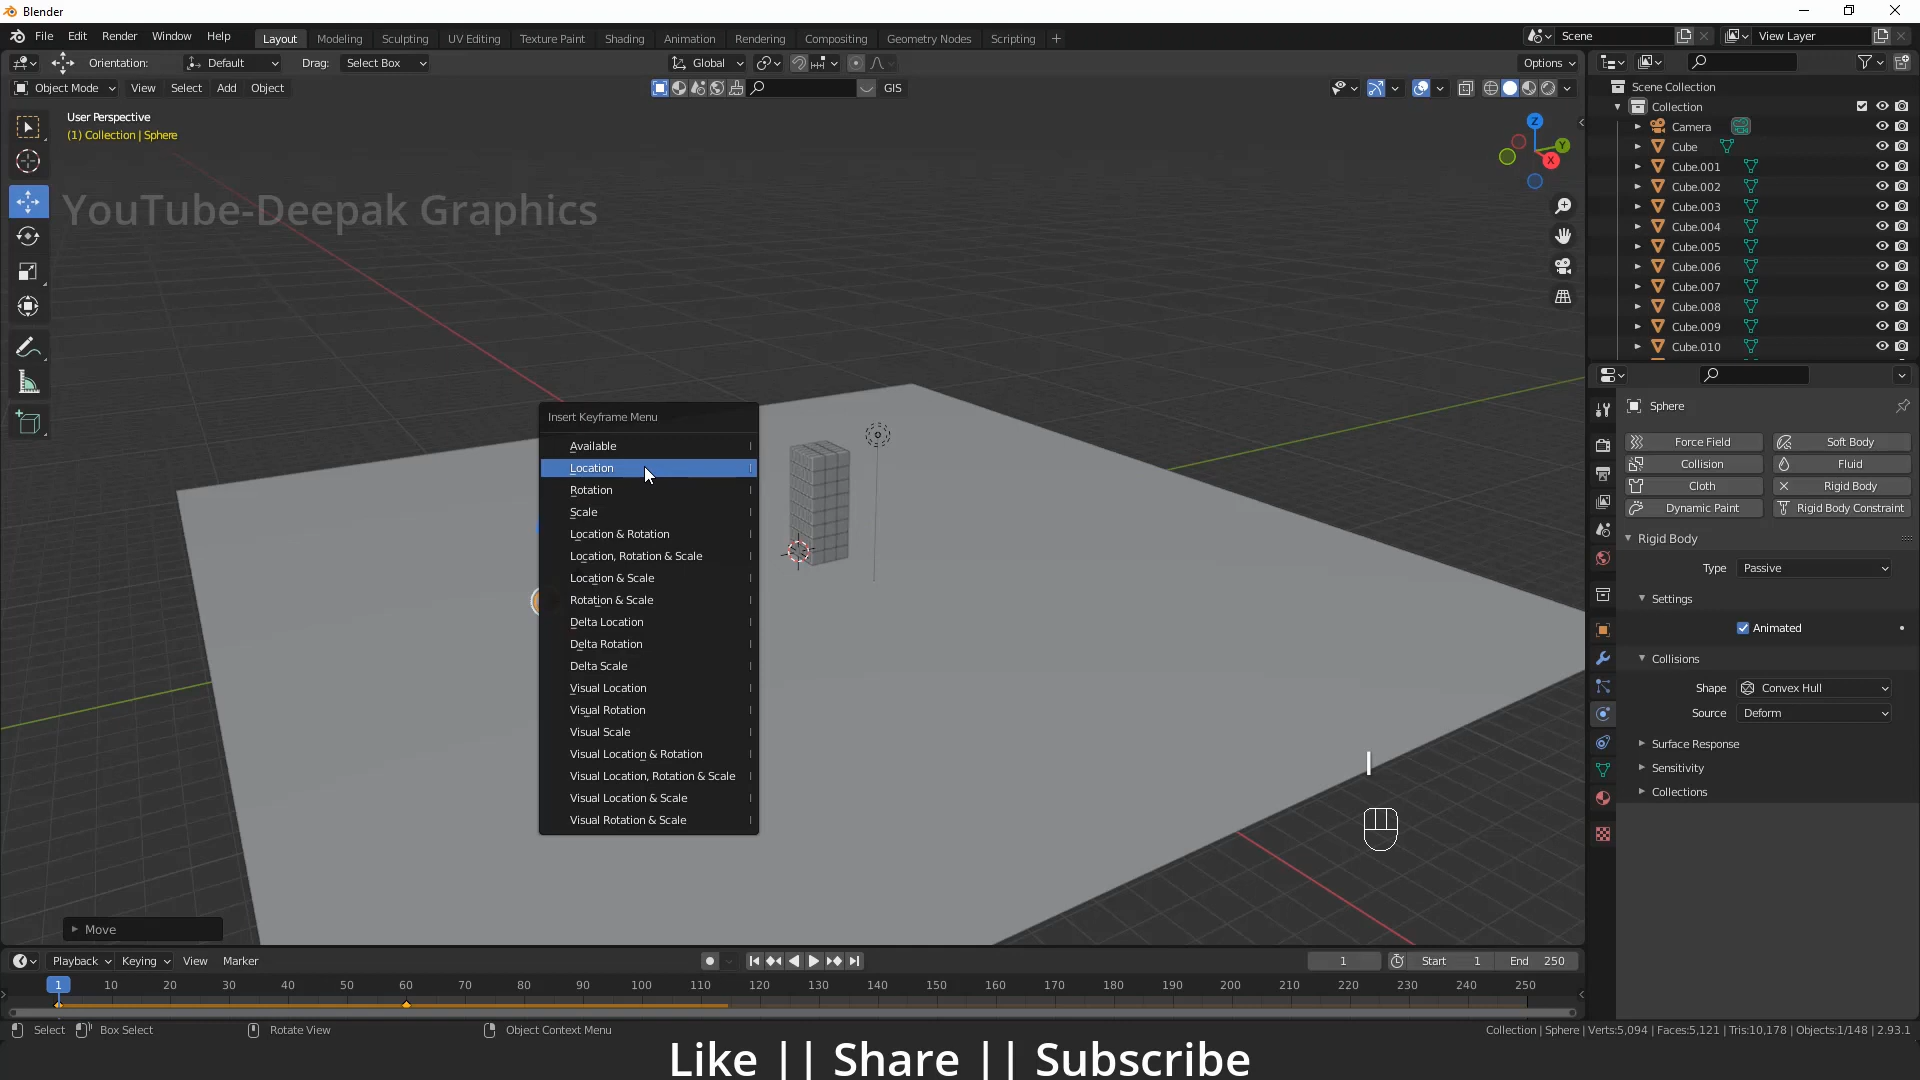 Blender
File Edit Render Window Help
Layout Modeling Sculpting UV Editing Texture Paint Shading Animation Rendering Compositing Geometry Nodes Scripting +
Scene View Layer
Orientation: Default Drag: Select Box Global Options
Object Mode View Select Add Object GIS
User Perspective
(1) Collection | Sphere
YouTube-Deepak Graphics
Z
Y
X
Scene Collection
Collection
Camera
Cube
Cube.001
Cube.002
Cube.003
Cube.004
Cube.005
Cube.006
Cube.007
Cube.008
Cube.009
Cube.010
Insert Keyframe Menu
Available I
Location I
Rotation I
Scale I
Location & Rotation I
Location, Rotation & Scale I
Location & Scale I
Rotation & Scale I
Delta Location I
Delta Rotation I
Delta Scale I
Visual Location I
Visual Rotation I
Visual Scale I
Visual Location & Rotation I
Visual Location, Rotation & Scale I
Visual Location & Scale I
Visual Rotation & Scale I
I
Sphere
Force Field Soft Body
Collision Fluid
Cloth Rigid Body
Dynamic Paint Rigid Body Constraint
Rigid Body
Type Passive
Settings
Animated
Collisions
Shape Convex Hull
Source Deform
Surface Response
Sensitivity
Collections
Move
Playback Keying View Marker 1 Start 1 End 250
1 10 20 30 40 50 60 70 80 90 100 110 120 130 140 150 160 170 180 190 200 210 220 230 240 250
Select Box Select Rotate View Object Context Menu Collection | Sphere | Verts:5,094 | Faces:5,121 | Tris:10,178 | Objects:1/148 | 2.93.1
Like || Share || Subscribe